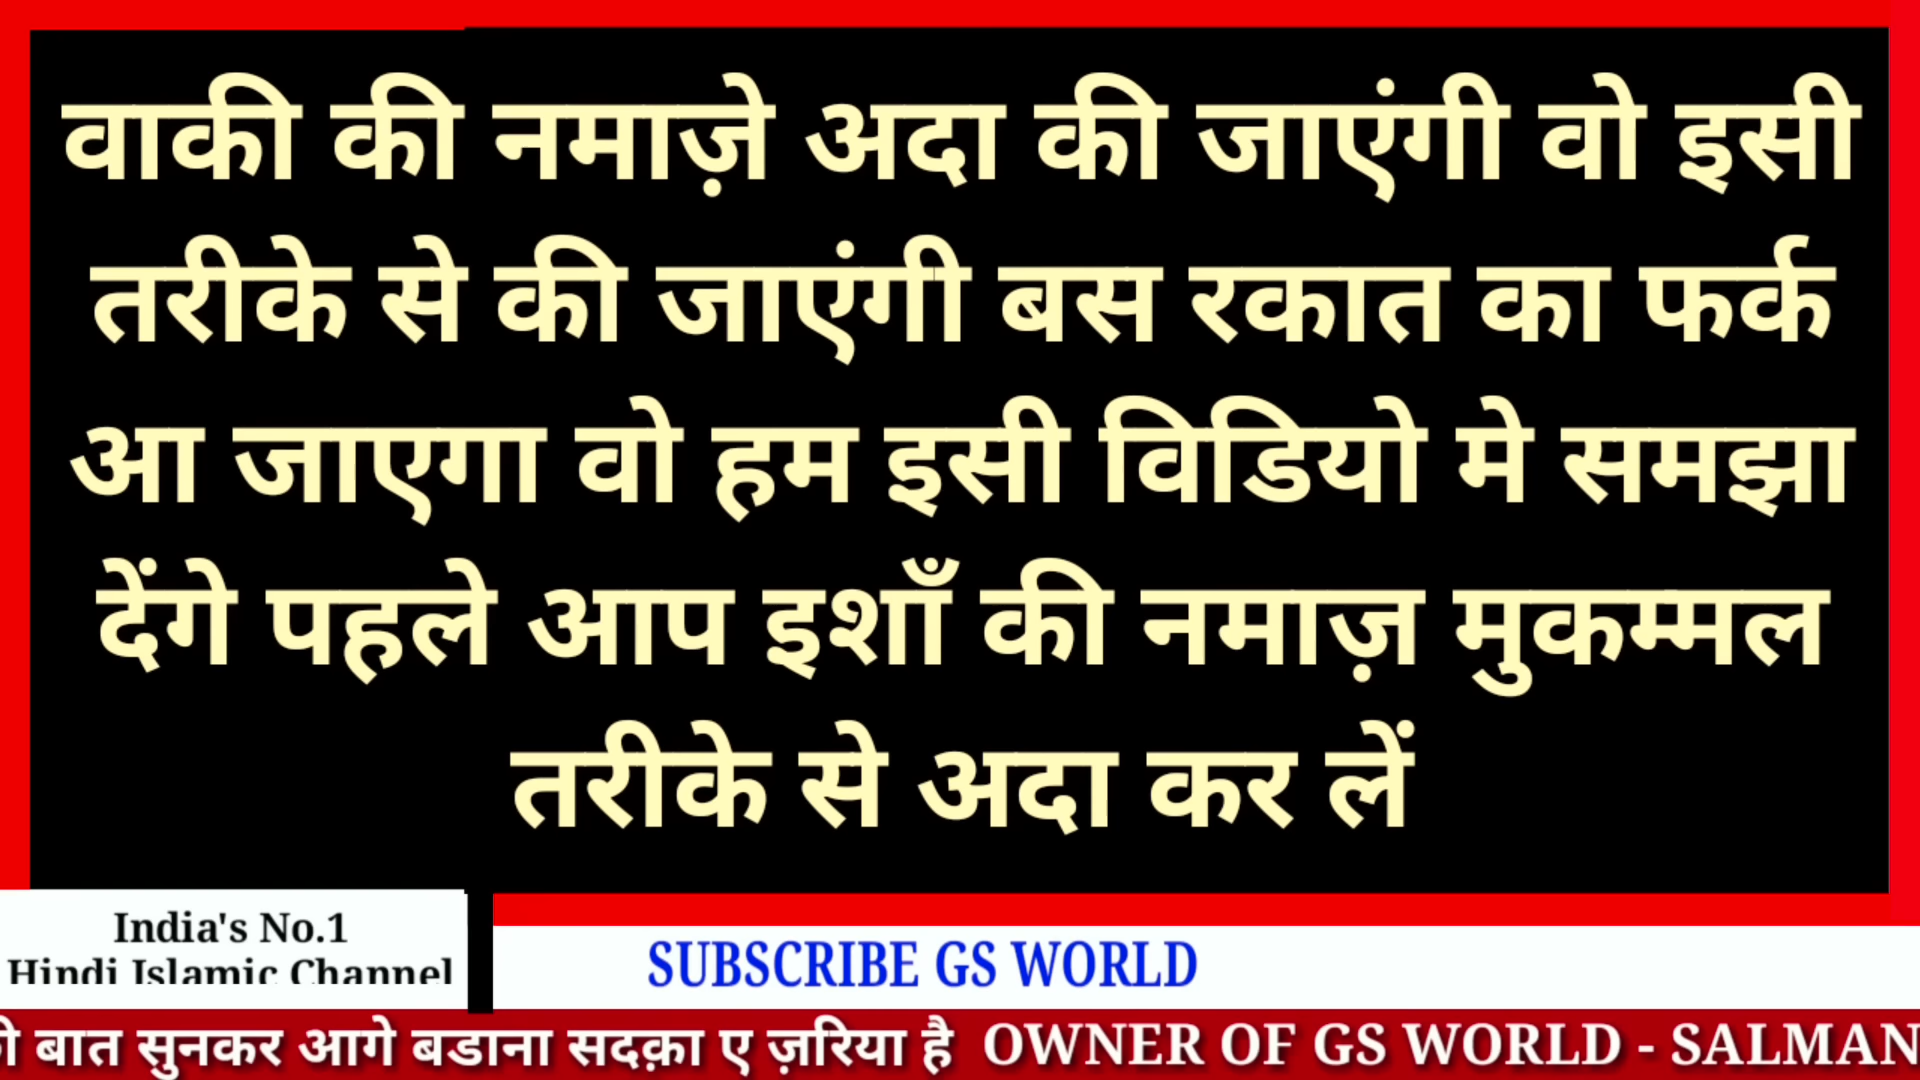 वाकी की नमाज़े अदा की जाएंगी वो इसी
तरीके से की जाएंगी बस रकात का फर्क
आ जाएगा वो हम इसी विडियो मे समझा
देंगे पहले आप इशाँ की नमाज़ मुकम्मल
तरीके से अदा कर लें
India's No.1
Hindi Islamic Channel
SUBSCRIBE GS WORLD
बात सुनकर आगे बडाना सदक़ा ए ज़रिया है OWNER OF GS WORLD - SALMAN